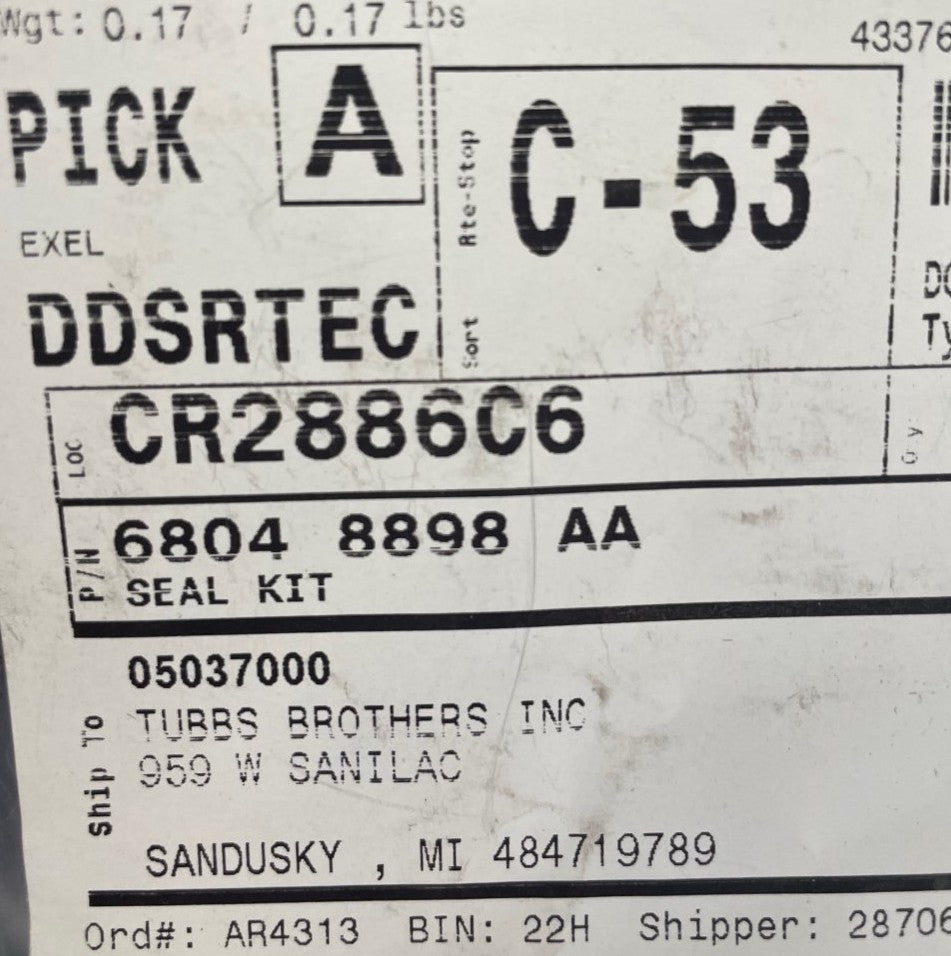 Wgt: 0.17 / 0.17 lbs
43376
PICK A
Rte-Stop
C-53
EXEL
DDSRTEC
Sort
LOC
CR2886C6
P/N
6804 8898 AA
SEAL KIT
05037000
Ship To
TUBBS BROTHERS INC
959 W SANILAC
SANDUSKY , MI 484719789
Ord#: AR4313 BIN: 22H Shipper: 28706